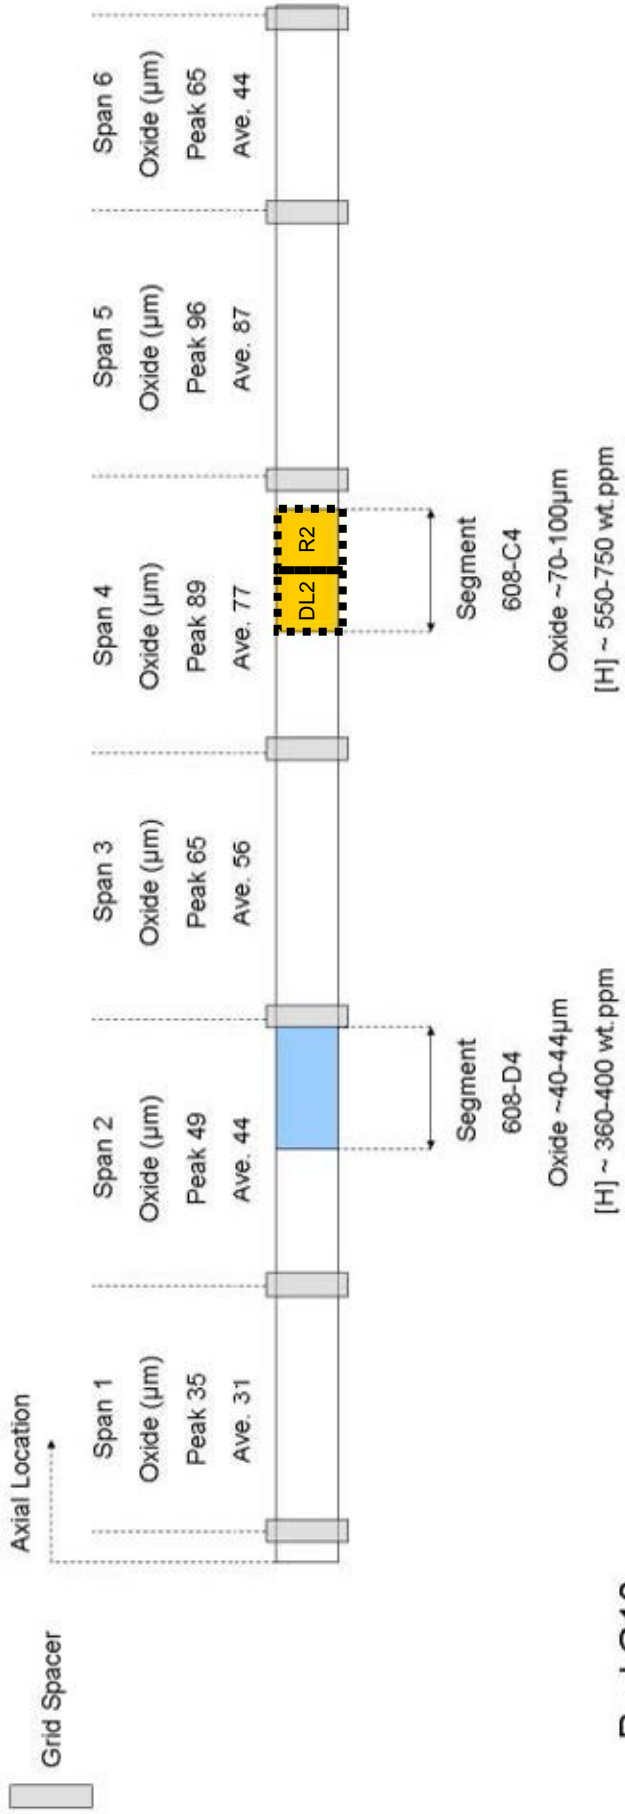 Grid Spacer
Axial Location
Span 1
Oxide (µm)
Peak 35
Ave. 31
Span 2
Oxide (µm)
Peak 49
Ave. 44
Span 3
Oxide (µm)
Peak 65
Ave. 56
Span 4
Oxide (µm)
Peak 89
Ave. 77
Span 5
Oxide (µm)
Peak 96
Ave. 87
Span 6
Oxide (µm)
Peak 65
Ave. 44
DL2
R2
Segment
608-D4
Oxide ~40-44µm
[H] ~ 360-400 wt.ppm
Segment
608-C4
Oxide ~70-100µm
[H] ~ 550-750 wt.ppm